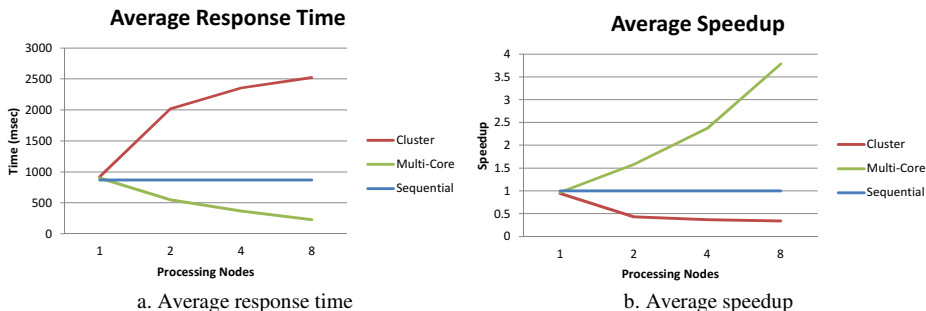 Average Response Time
3000
2500
2000
1500
1000
500
0
Time (msec)
1 2 4 8
Processing Nodes
Cluster
Multi-Core
Sequential
a. Average response time
Average Speedup
4
3.5
3
2.5
2
1.5
1
0.5
0
Speedup
1 2 4 8
Processing Nodes
Cluster
Multi-Core
Sequential
b. Average speedup